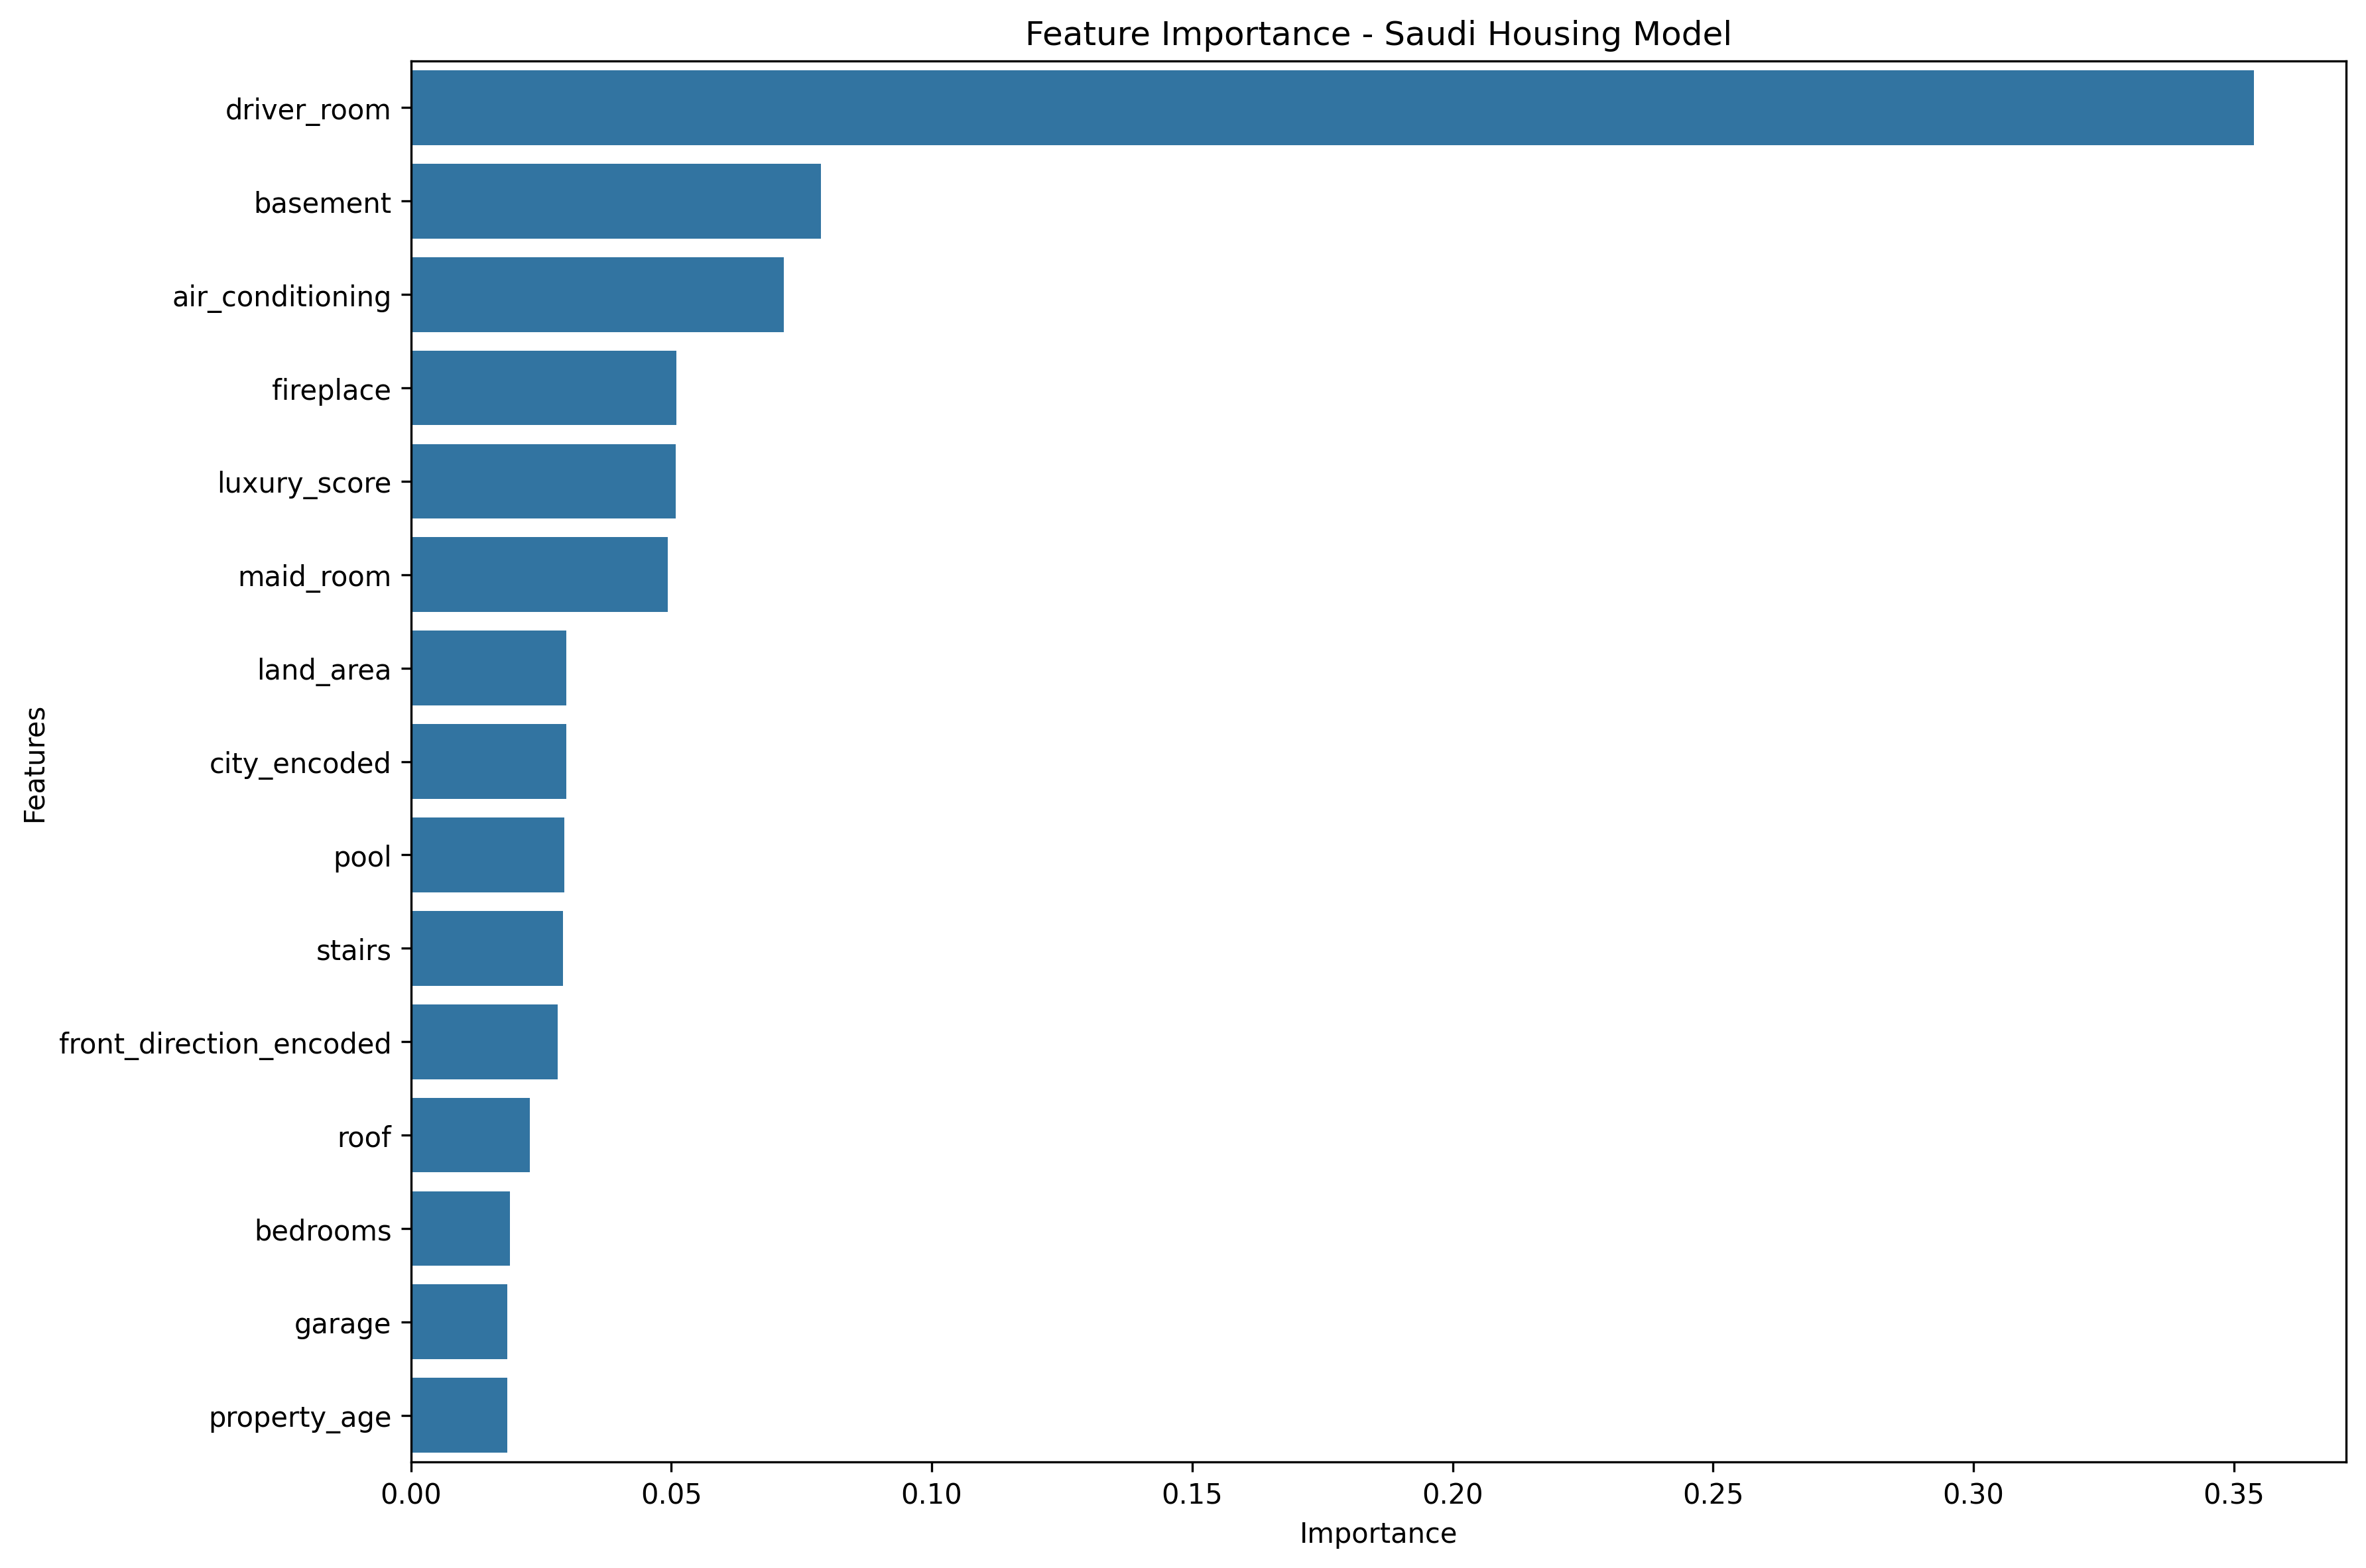 Feature Importance - Saudi Housing Model
driver_room
basement
air_conditioning
fireplace
luxury_score
maid_room
land_area
city_encoded
pool
stairs
front_direction_encoded
roof
bedrooms
garage
property_age
Features
0.00 0.05 0.10 0.15 0.20 0.25 0.30 0.35
Importance